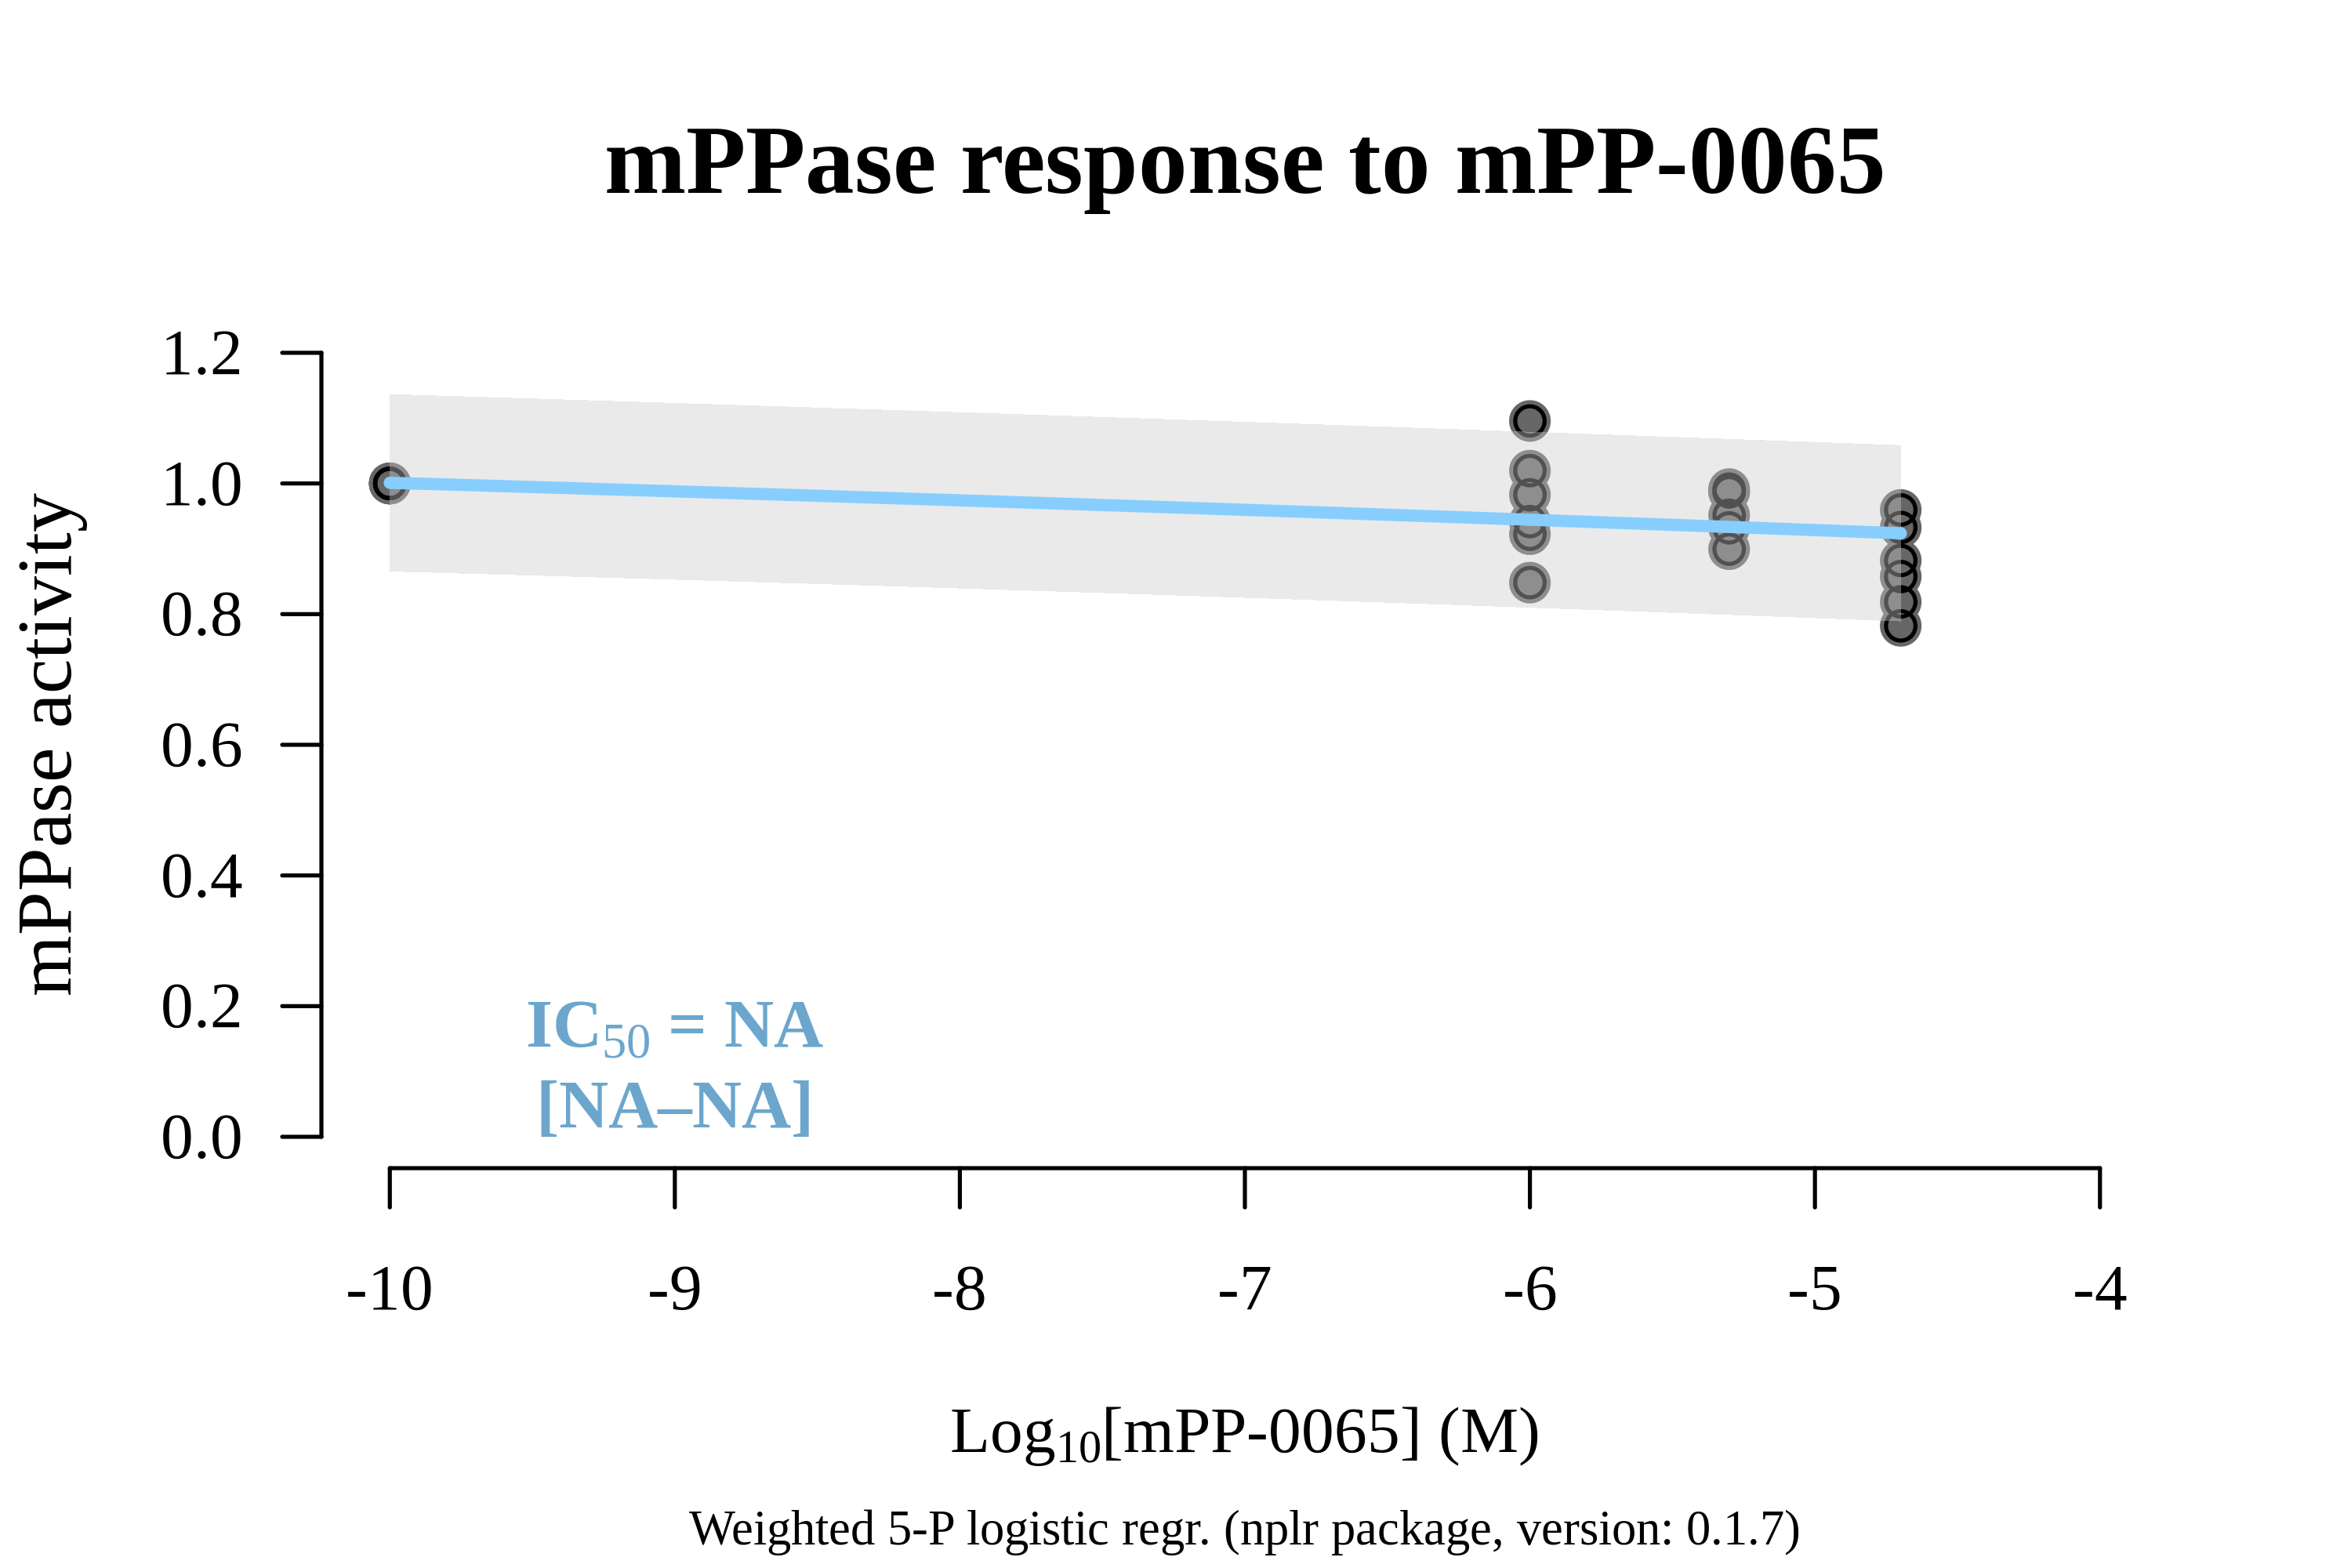 mPPase response to mPP-0065
mPPase activity
1.2
1.0
0.8
0.6
0.4
0.2
0.0
IC50 = NA
[NA–NA]
-10 -9 -8 -7 -6 -5 -4
Log10[mPP-0065] (M)
Weighted 5-P logistic regr. (nplr package, version: 0.1.7)